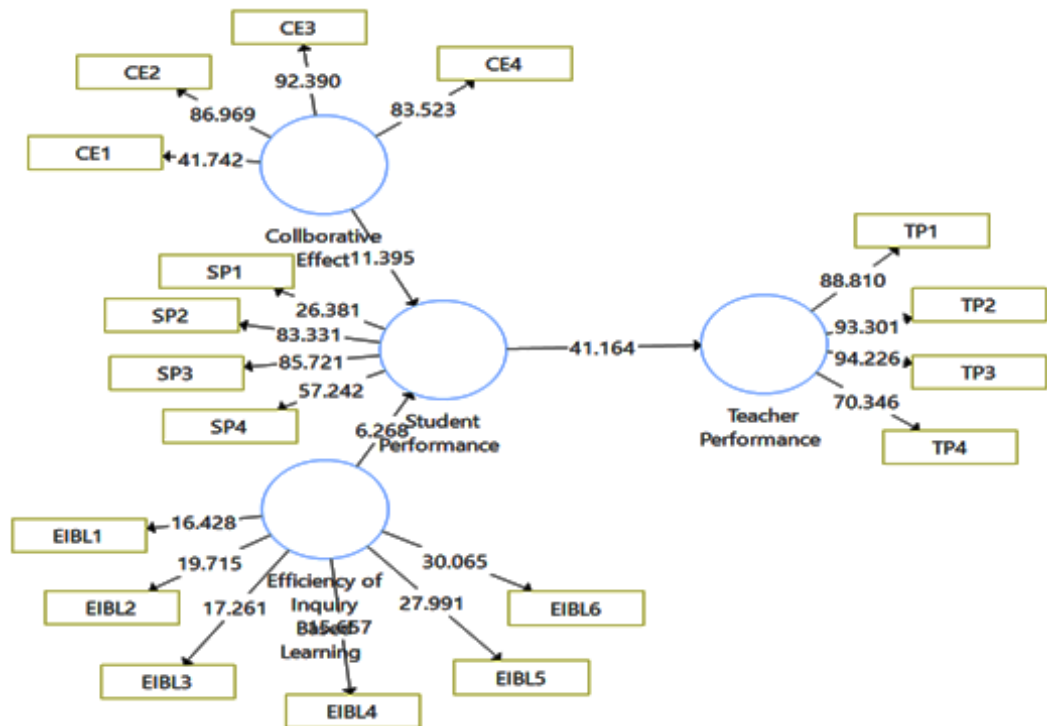 CE3
CE2
CE4
92.390
86.969
83.523
CE1
41.742
Collborative
Effect
11.395
SP1
26.381
SP2
83.331
SP3
85.721
57.242
SP4
Student
Performance
6.268
41.164
TP1
88.810
TP2
93.301
94.226
TP3
70.346
TP4
Teacher
Performance
EIBL1
16.428
19.715
EIBL2
17.261
EIBL3
Efficiency of
Inquiry
Based
Learning
15.657
EIBL4
27.991
EIBL5
30.065
EIBL6